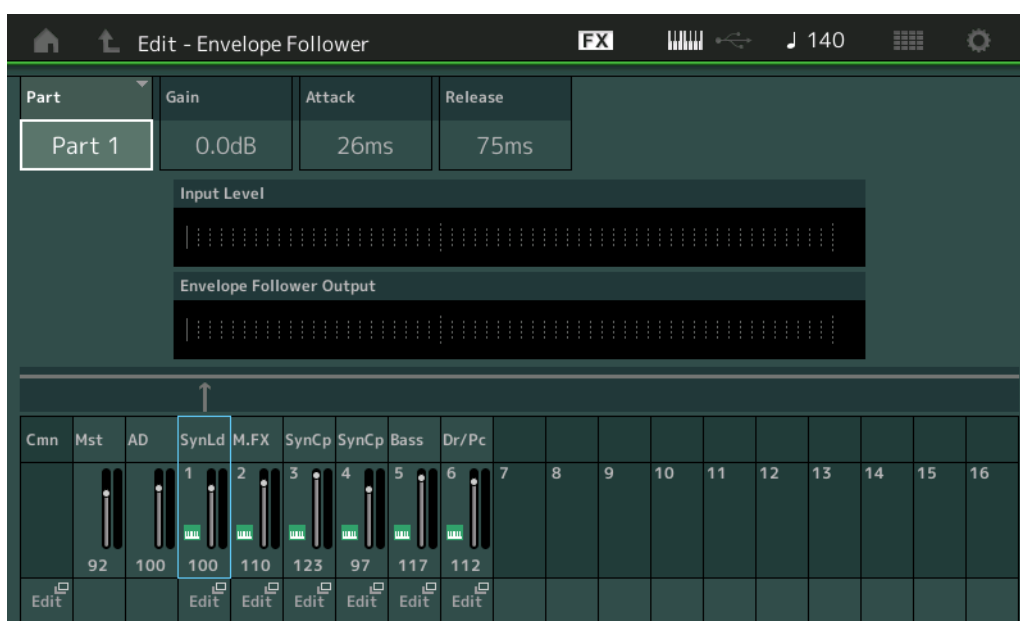 Edit - Envelope Follower FX ♩ 140
Part Gain Attack Release
Part 1 0.0dB 26ms 75ms
Input Level
Envelope Follower Output
Cmn Mst AD SynLd M.FX SynCp SynCp Bass Dr/Pc
1 2 3 4 5 6 7 8 9 10 11 12 13 14 15 16
92 100 100 110 123 97 117 112
Edit Edit Edit Edit Edit Edit Edit